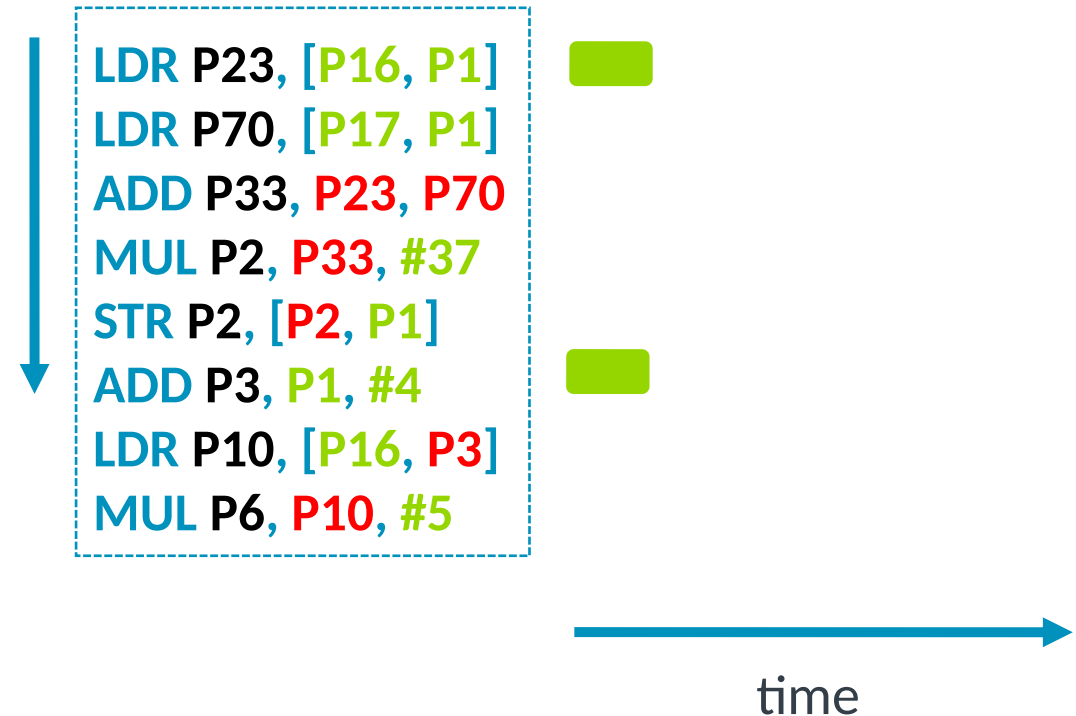 LDR P23, [P16, P1]
LDR P70, [P17, P1]
ADD P33, P23, P70
MUL P2, P33, #37
STR P2, [P2, P1]
ADD P3, P1, #4
LDR P10, [P16, P3]
MUL P6, P10, #5
time